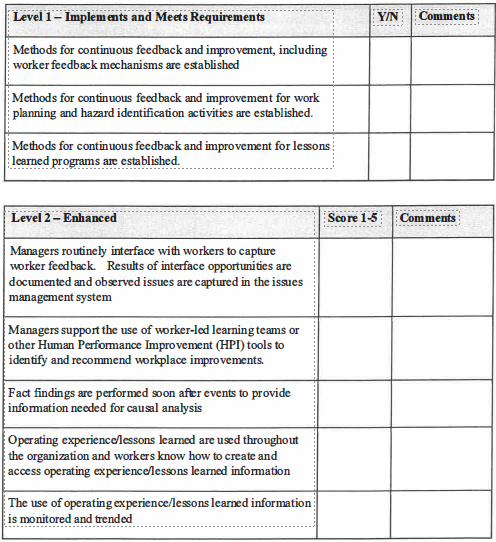 Level 1 – Implements and Meets Requirements Y/N Comments
Methods for continuous feedback and improvement, including
worker feedback mechanisms are established
Methods for continuous feedback and improvement for work
planning and hazard identification activities are established.
Methods for continuous feedback and improvement for lessons
learned programs are established.
Level 2 – Enhanced Score 1-5 Comments
Managers routinely interface with workers to capture
worker feedback. Results of interface opportunities are
documented and observed issues are captured in the issues
management system
Managers support the use of worker-led learning teams or
other Human Performance Improvement (HPI) tools to
identify and recommend workplace improvements.
Fact findings are performed soon after events to provide
information needed for causal analysis
Operating experience/lessons learned are used throughout
the organization and workers know how to create and
access operating experience/lessons learned information
The use of operating experience/lessons learned information
is monitored and trended